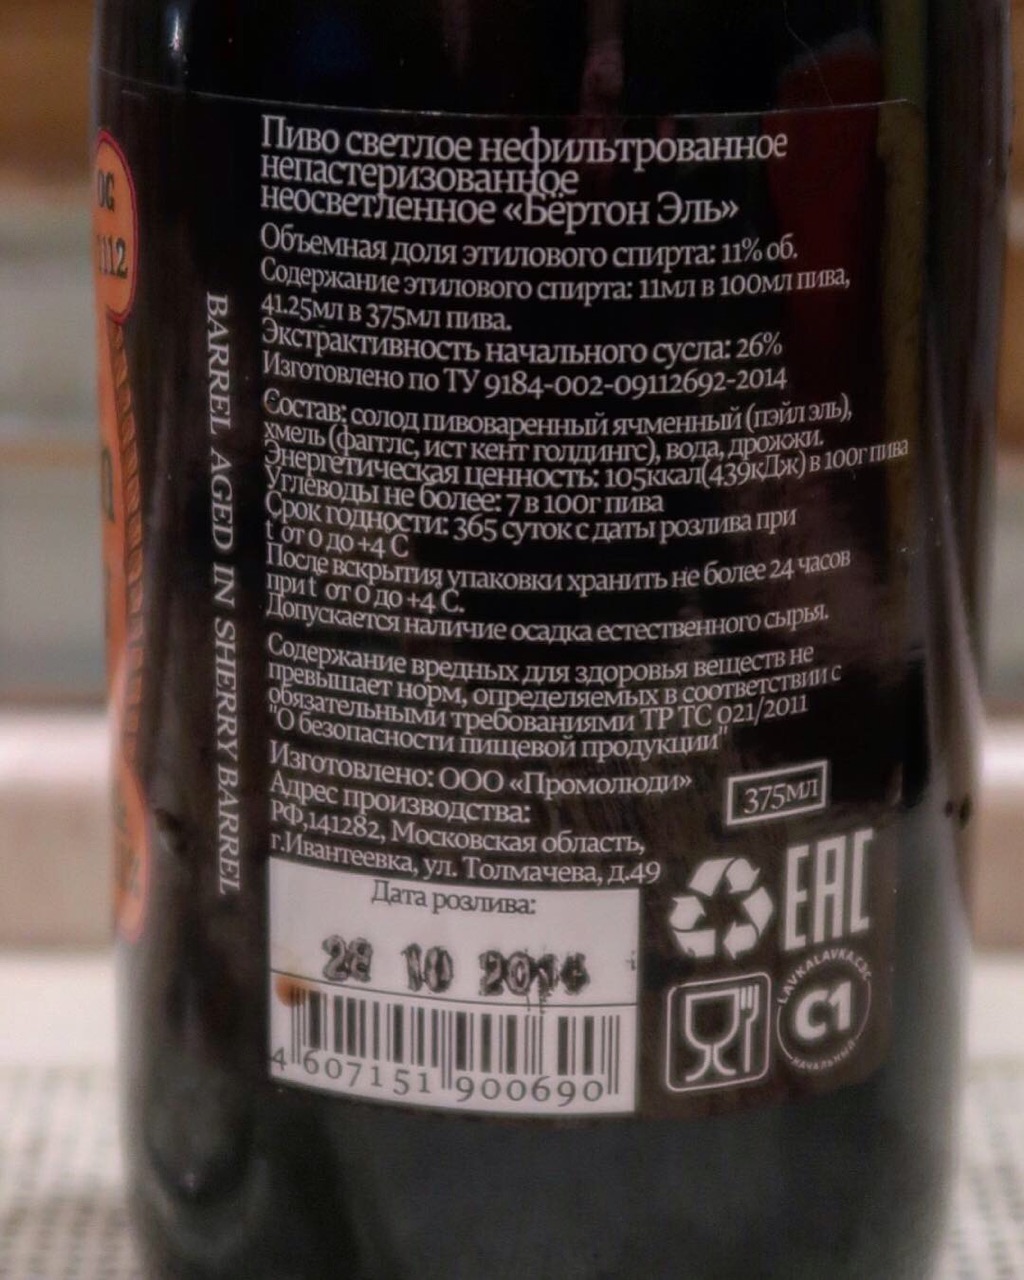 OG
1112
BARREL AGED IN SHERRY BARREL
Пиво светлое нефильтрованное
непастеризованное
неосветленное «Бёртон Эль»
Объемная доля этилового спирта: 11% об.
Содержание этилового спирта: 11мл в 100мл пива,
41.25мл в 375мл пива.
Экстрактивность начального сусла: 26%
Изготовлено по ТУ 9184-002-09112692-2014
Состав: солод пивоваренный ячменный (пэйл эль),
хмель (фагглс, ист кент голдингс), вода, дрожжи.
Энергетическая ценность: 105ккал(439кДж) в 100г пива
Углеводы не более: 7 в 100г пива
Срок годности: 365 суток с даты розлива при
t от 0 до +4 С
После вскрытия упаковки хранить не более 24 часов
при t от 0 до +4 С.
Допускается наличие осадка естественного сырья.
Содержание вредных для здоровья веществ не
превышает норм, определяемых в соответствии с
обязательными требованиями ТР ТС 021/2011
"О безопасности пищевой продукции"
Изготовлено: ООО «Промолюди»
Адрес производства:
РФ,141282, Московская область,
г.Ивантеевка, ул. Толмачева, д.49
375мл
Дата розлива:
28 10 2014
4 607151 900690
EAC
LAVKALAVKA.СВС
C1
НАЧАЛЬНЫЙ